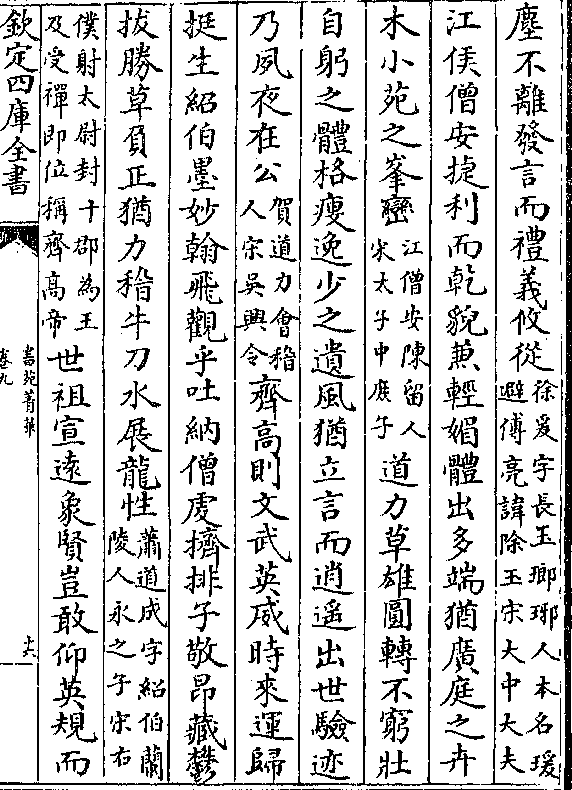 塵不離發言而禮義攸從徐爰字長玉瑯琊人本名瑗
避傅亮諱除玉宋大中大夫
江侯僧安捷利而乾貌兼輕媚體出多端猶廣庭之卉
木小苑之峯巒江僧安陳留人
宋太子中庶子道力草雄圓轉不窮壯
自躬之體格瘦逸少之遺風猶立言而逍遥出世驗迹
乃夙夜在公賀道力會稽
人宋吳興令齊高則文武英威時來運歸
挺生紹伯墨妙翰飛觀乎吐納僧虔擠排子敬昂藏鬱
拔勝草負正猶力稽牛刀水展龍性蕭道成字紹伯蘭
陵人永之子宋右
僕射太尉封十郡為王
及受禪即位稱齊高帝世祖宣遠象賢豈敢仰英規而
欽定四庫全書
書苑菁華
卷九